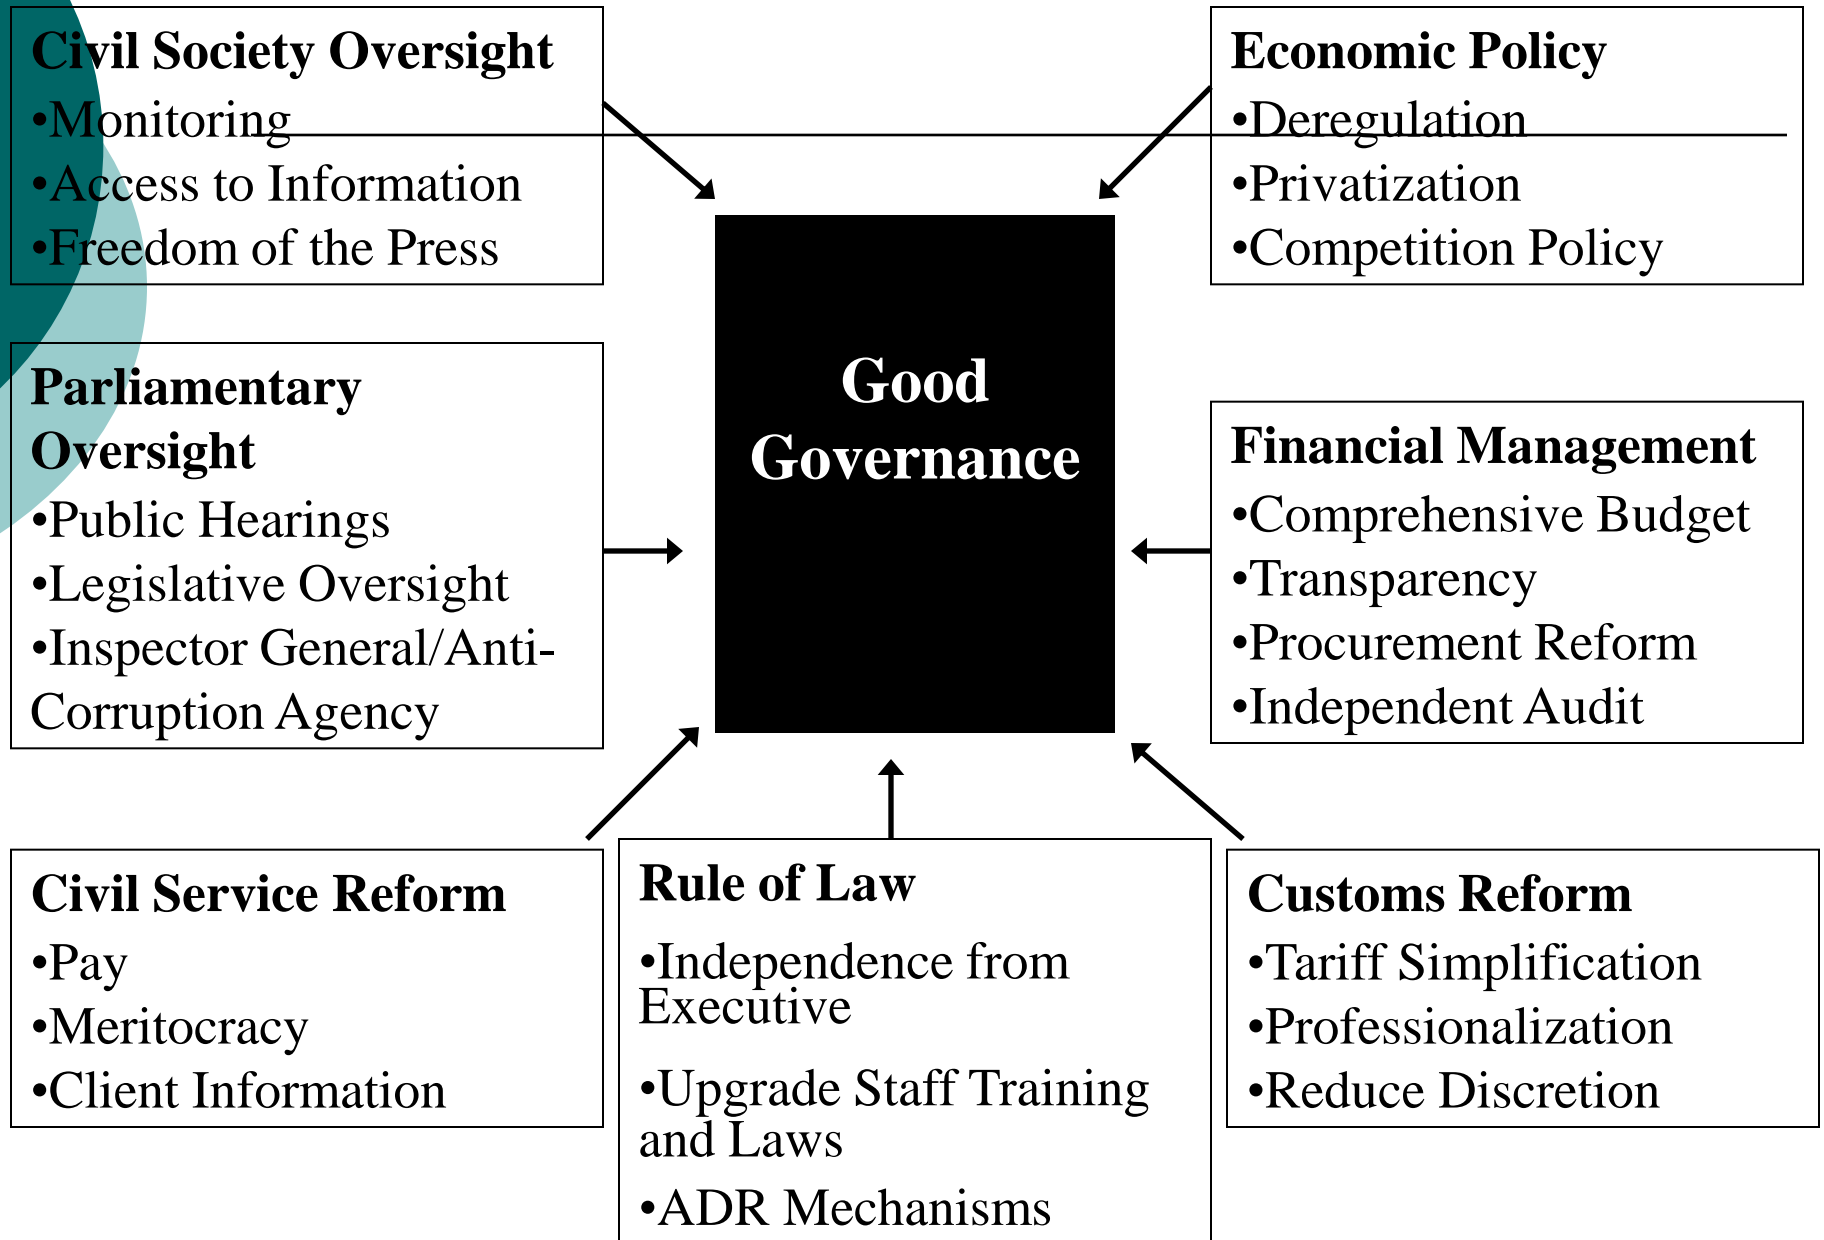 Civil Society Oversight
•Monitoring
•Access to Information
•Freedom of the Press
Economic Policy
•Deregulation
•Privatization
•Competition Policy
Good
Governance
Parliamentary
Oversight
•Public Hearings
•Legislative Oversight
•Inspector General/Anti-
Corruption Agency
Financial Management
•Comprehensive Budget
•Transparency
•Procurement Reform
•Independent Audit
Civil Service Reform
•Pay
•Meritocracy
•Client Information
Rule of Law
•Independence from
Executive
•Upgrade Staff Training
and Laws
•ADR Mechanisms
Customs Reform
•Tariff Simplification
•Professionalization
•Reduce Discretion